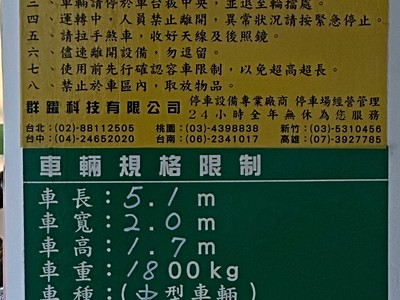 二、車輛請停於車台板中央，並退至輪擋處。
四、運轉中，人員禁止離開，異常狀況請按緊急停止。
五、請拉手煞車，收好天線及後照鏡。
六、儘速離開設備，勿逗留。
七、使用前先行確認容車限制，以免超高超長。
八、禁止於車區內，取放物品。
群躍科技有限公司 停車設備專業廠商 停車場經營管理
24小時全年無休為您服務
台北：(02)-88112505 桃園：(03)-4398838 新竹：(03)-5310456
台中：(04)-24652020 台南：(06)-2341017 高雄：(07)-3927785
車輛規格限制
車長：5.1m
車寬：2.0m
車高：1.7m
車重：1800kg
車種：(中型車輛)